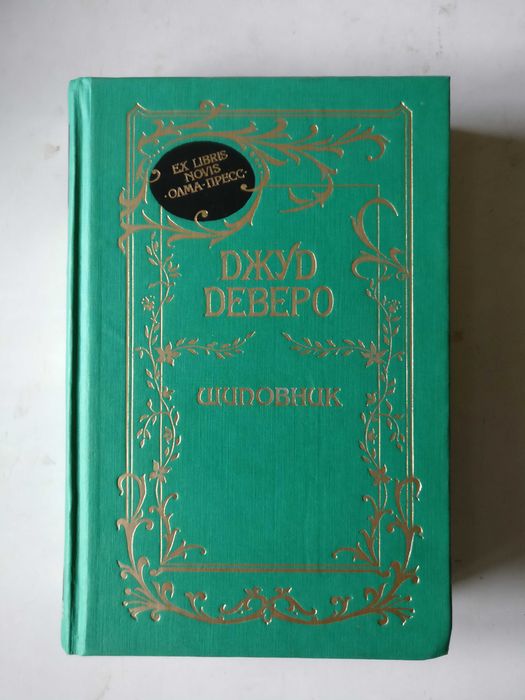 EX LIBRIS
NOVIS
·ОЛМА-ПРЕСС·
ДЖУД
ДЕВЕРО
ШИПОВНИК